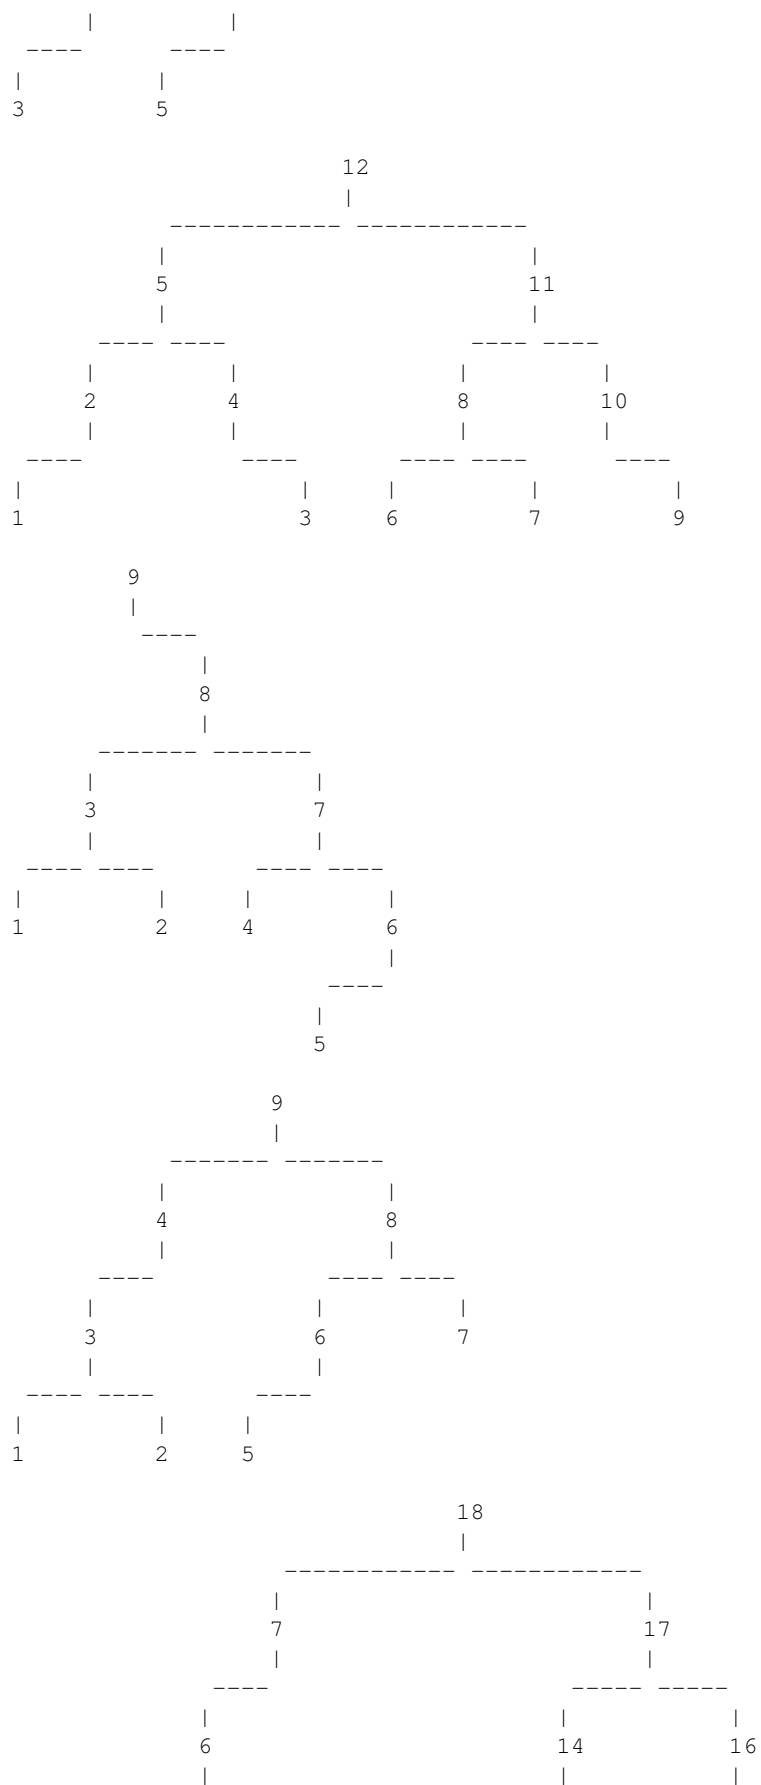 |         |
 ----      ----
|         |
3         5

                       12
                       |
           ------------ ------------
          |                         |
          5                         11
          |                         |
      ---- ----                 ---- ----
     |         |               |         |
     2         4               8         10
     |         |               |         |
 ----           ----       ---- ----      ----
|                   |     |         |         |
1                   3     6         7         9

        9
        |
         ----
             |
             8
             |
      ------- -------
     |               |
     3               7
     |               |
 ---- ----       ---- ----
|         |     |         |
1         2     4         6
                          |
                      ----
                     |
                     5

                  9
                  |
           ------- -------
          |               |
          4               8
          |               |
      ----            ---- ----
     |               |         |
     3               6         7
     |               |
 ---- ----       ----
|         |     |
1         2     5

                               18
                               |
                   ------------ ------------
                  |                         |
                  7                         17
                  |                         |
              ----                     ----- -----
             |                        |           |
             6                        14          16
             |                        |           |